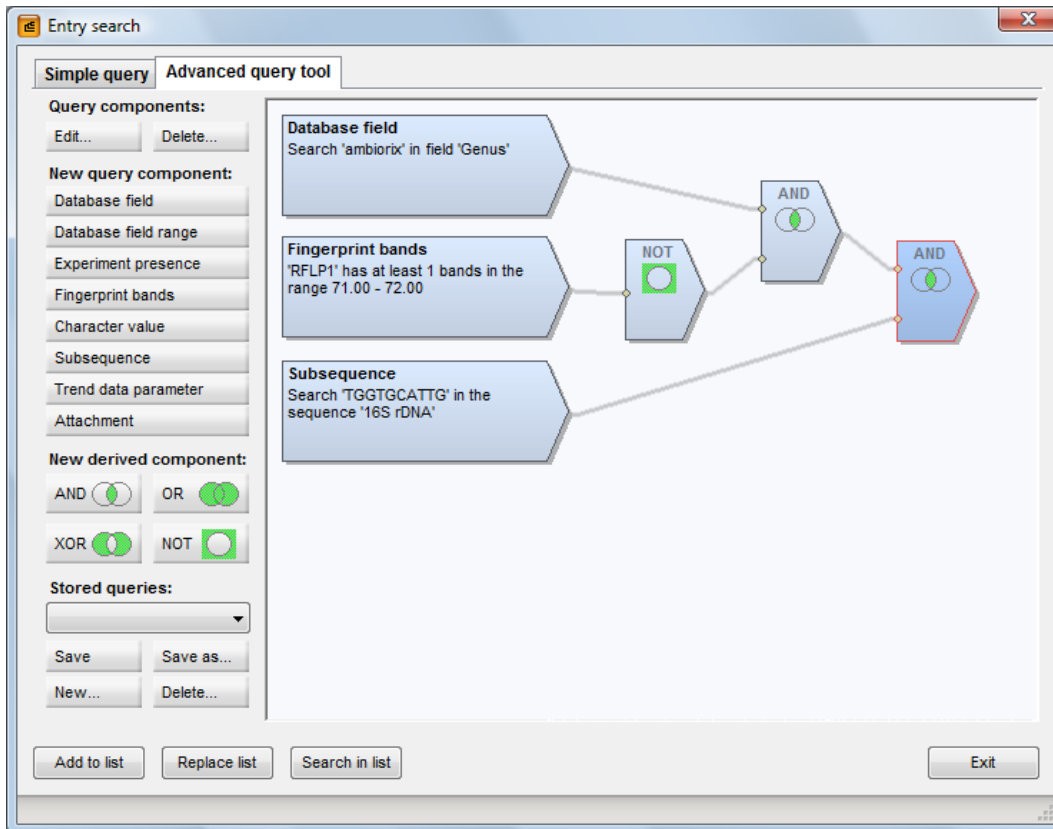 Entry search
Simple query
Advanced query tool
Query components:
Edit...
Delete...
New query component:
Database field
Database field range
Experiment presence
Fingerprint bands
Character value
Subsequence
Trend data parameter
Attachment
New derived component:
AND
OR
XOR
NOT
Stored queries:
Save
Save as...
New...
Delete...
Database field
Search 'ambiorix' in field 'Genus'
Fingerprint bands
'RFLP1' has at least 1 bands in the
range 71.00 - 72.00
Subsequence
Search 'TGGTGCATTG' in the
sequence '16S rDNA'
NOT
AND
AND
Add to list
Replace list
Search in list
Exit